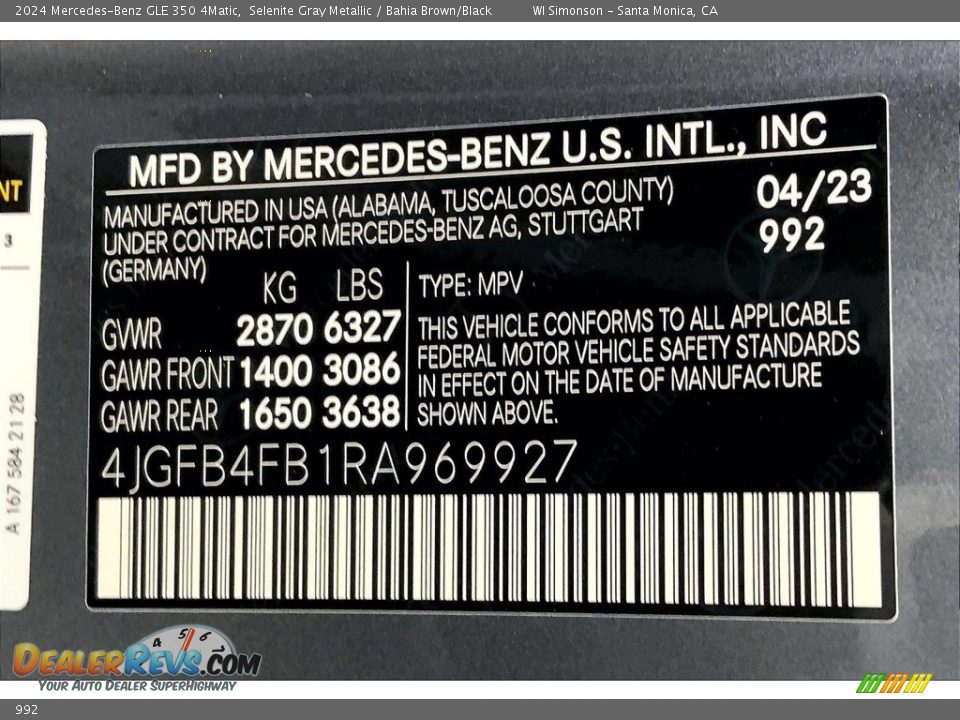 2024 Mercedes-Benz GLE 350 4Matic, Selenite Gray Metallic / Bahia Brown/Black WI Simonson - Santa Monica, CA
NT
3
A 167 584 21 28
MFD BY MERCEDES-BENZ U.S. INTL., INC
MANUFACTURED IN USA (ALABAMA, TUSCALOOSA COUNTY) 04/23
UNDER CONTRACT FOR MERCEDES-BENZ AG, STUTTGART 992
(GERMANY)
KG LBS
GVWR 2870 6327
GAWR FRONT 1400 3086
GAWR REAR 1650 3638
TYPE: MPV
THIS VEHICLE CONFORMS TO ALL APPLICABLE
FEDERAL MOTOR VEHICLE SAFETY STANDARDS
IN EFFECT ON THE DATE OF MANUFACTURE
SHOWN ABOVE.
4JGFB4FB1RA969927
4 5 6
DEALERREVS.COM
YOUR AUTO DEALER SUPERHIGHWAY
992